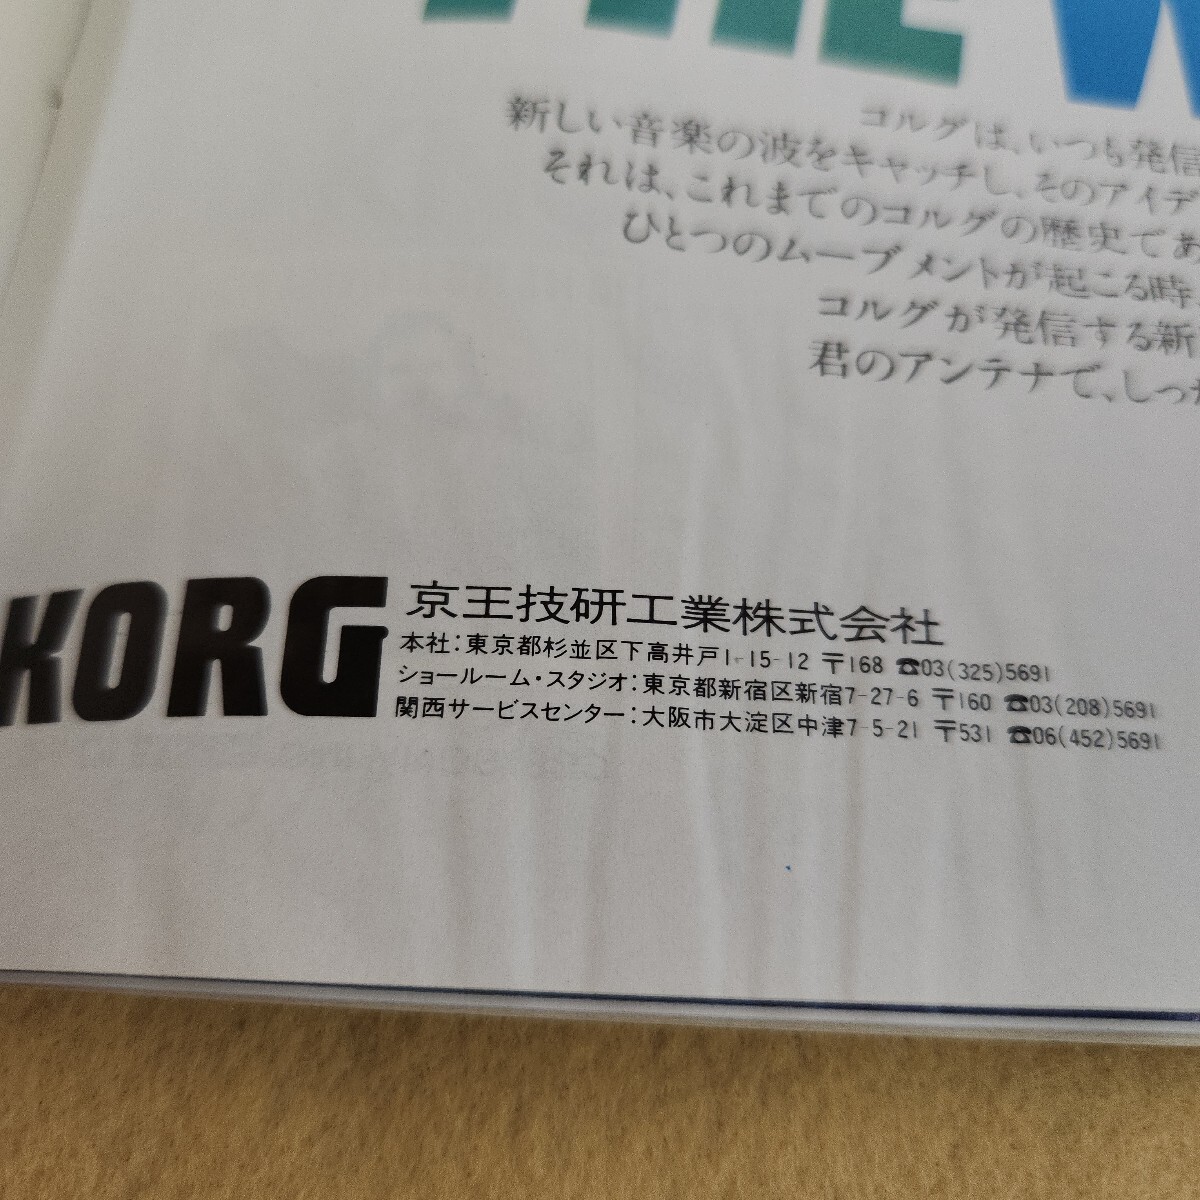 THE W
コルグは、いつも発信
新しい音楽の波をキャッチし、そのアイデ
それは、これまでのコルグの歴史であ
ひとつのムーブメントが起こる時
コルグが発信する新
君のアンテナで、しっか
KORG
京王技研工業株式会社
本社:東京都杉並区下高井戸1-15-12 〒168 ☎03(325)5691
ショールーム・スタジオ:東京都新宿区新宿7-27-6 〒160 ☎03(208)5691
関西サービスセンター:大阪市大淀区中津7-5-21 〒531 ☎06(452)5691